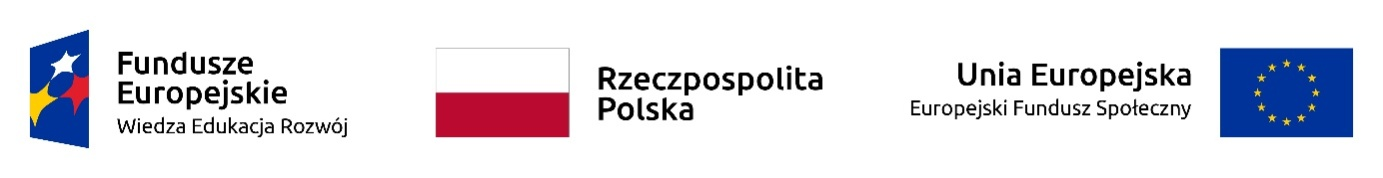 Fundusze
Europejskie
Wiedza Edukacja Rozwój
Rzeczpospolita
Polska
Unia Europejska
Europejski Fundusz Społeczny